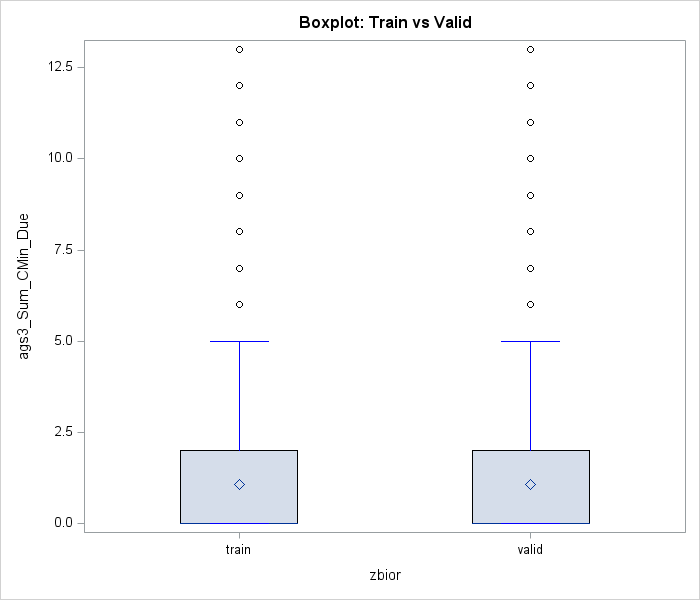 Boxplot: Train vs Valid
12.5
10.0
7.5
5.0
2.5
0.0
ags3_Sum_CMin_Due
train
valid
zbior